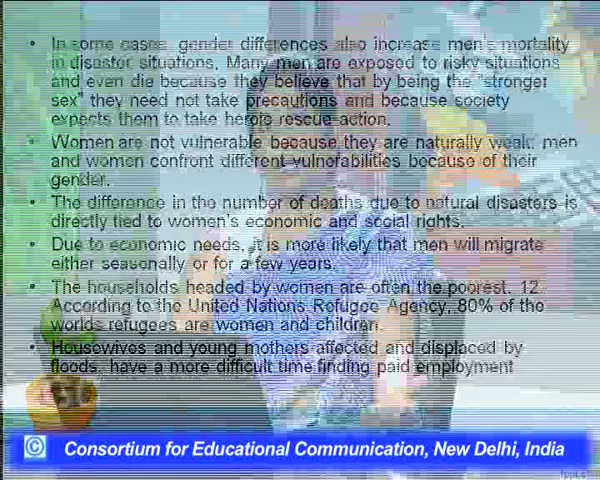 • In some cases, gender differences also increase men's mortality
in disaster situations. Many men are exposed to risky situations
and even die because they believe that by being the "stronger
sex" they need not take precautions and because society
expects them to take heroic rescue action.
• Women are not vulnerable because they are naturally weak: men
and women confront different vulnerabilities because of their
gender.
• The difference in the number of deaths due to natural disasters is
directly tied to women's economic and social rights.
• Due to economic needs, it is more likely that men will migrate
either seasonally or for a few years.
• The households headed by women are often the poorest. 12
According to the United Nations Refugee Agency, 80% of the
worlds refugees are women and children.
• Housewives and young mothers affected and displaced by
floods, have a more difficult time finding paid employment
© Consortium for Educational Communication, New Delhi, India